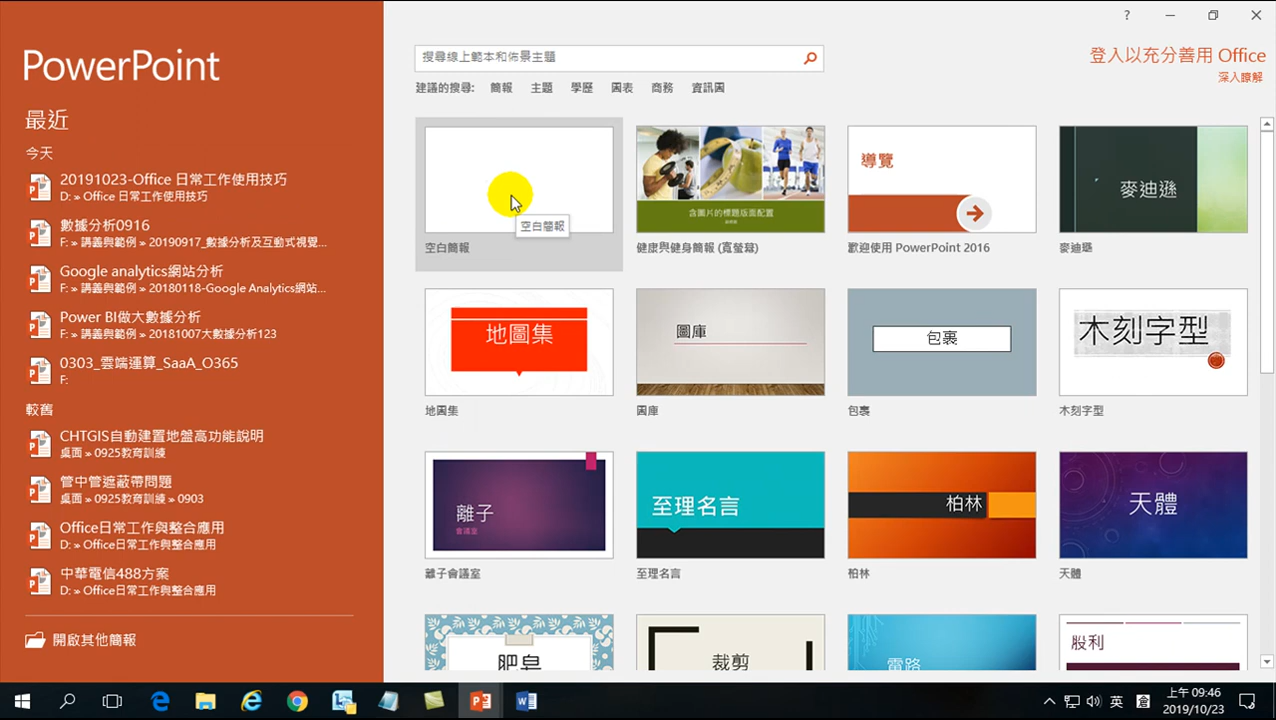 PowerPoint
最近
今天
20191023-Office 日常工作使用技巧
D: » Office 日常工作使用技巧
數據分析0916
F: » 講義與範例 » 20190917_數據分析及互動式視覺...
Google analytics網站分析
F: » 講義與範例 » 20180118-Google Analytics網站...
Power BI做大數據分析
F: » 講義與範例 » 20181007大數據分析123
0303_雲端運算_SaaA_O365
F:
較舊
CHTGIS自動建置地盤高功能說明
桌面 » 0925教育訓練
管中管遮蔽帶問題
桌面 » 0925教育訓練 » 0903
Office日常工作與整合應用
D: » Office日常工作與整合應用
中華電信488方案
D: » Office日常工作與整合應用
開啟其他簡報
?
登入以充分善用 Office
深入瞭解
搜尋線上範本和佈景主題
建議的搜尋: 簡報 主題 學歷 圖表 商務 資訊圖
空白簡報
空白簡報
含圖片的標題版面配置
健康與健身簡報 (寬螢幕)
導覽
歡迎使用 PowerPoint 2016
麥迪遜
麥迪遜
地圖集
地圖集
圖庫
圖庫
包裹
包裹
木刻字型
木刻字型
離子
會議室
離子會議室
至理名言
至理名言
柏林
柏林
天體
天體
肥皂
裁剪
電路
股利
英
上午 09:46
2019/10/23